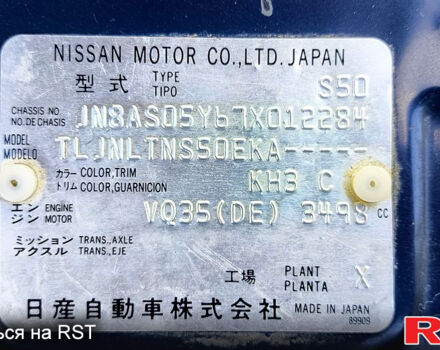 NISSAN MOTOR CO.,LTD.JAPAN
型式 TYPE TIPO S50
CHASSIS NO No. DE CHASIS JN8AS05Y67X012284
MODEL MODELO TLJNLTNS50EKA-----
カラー COLOR,TRIM トリム COLOR,GUARNICION KH3 C
エンジン ENGINE MOTOR VQ35(DE) 3498 CC
ミッション TRANS.,AXLE
アクスル TRANS.,EJE
工場 PLANT PLANTA X
日産自動車株式会社 MADE IN JAPAN
89909
ься на RST
R